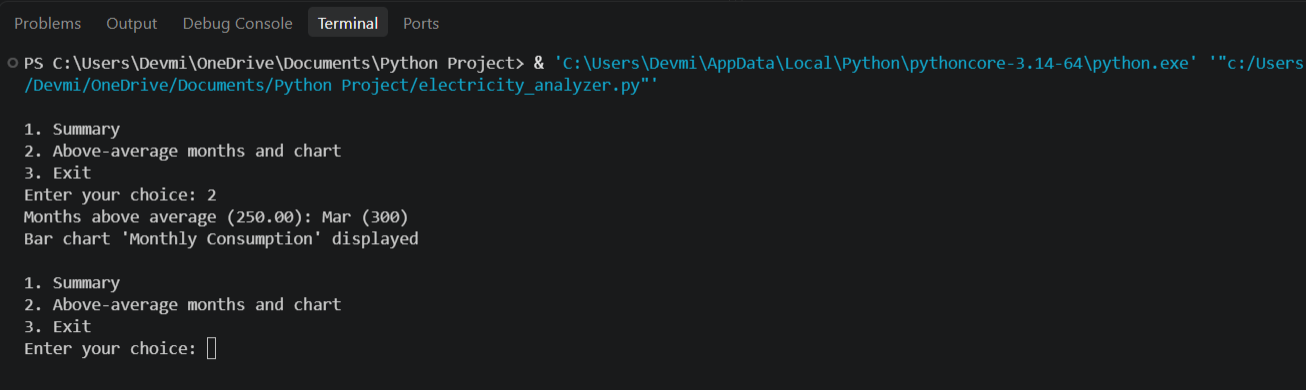 Problems Output Debug Console Terminal Ports
PS C:\Users\Devmi\OneDrive\Documents\Python Project> & 'C:\Users\Devmi\AppData\Local\Python\pythoncore-3.14-64\python.exe' '"c:/Users
/Devmi/OneDrive/Documents/Python Project/electricity_analyzer.py"'
1. Summary
2. Above-average months and chart
3. Exit
Enter your choice: 2
Months above average (250.00): Mar (300)
Bar chart 'Monthly Consumption' displayed
1. Summary
2. Above-average months and chart
3. Exit
Enter your choice: